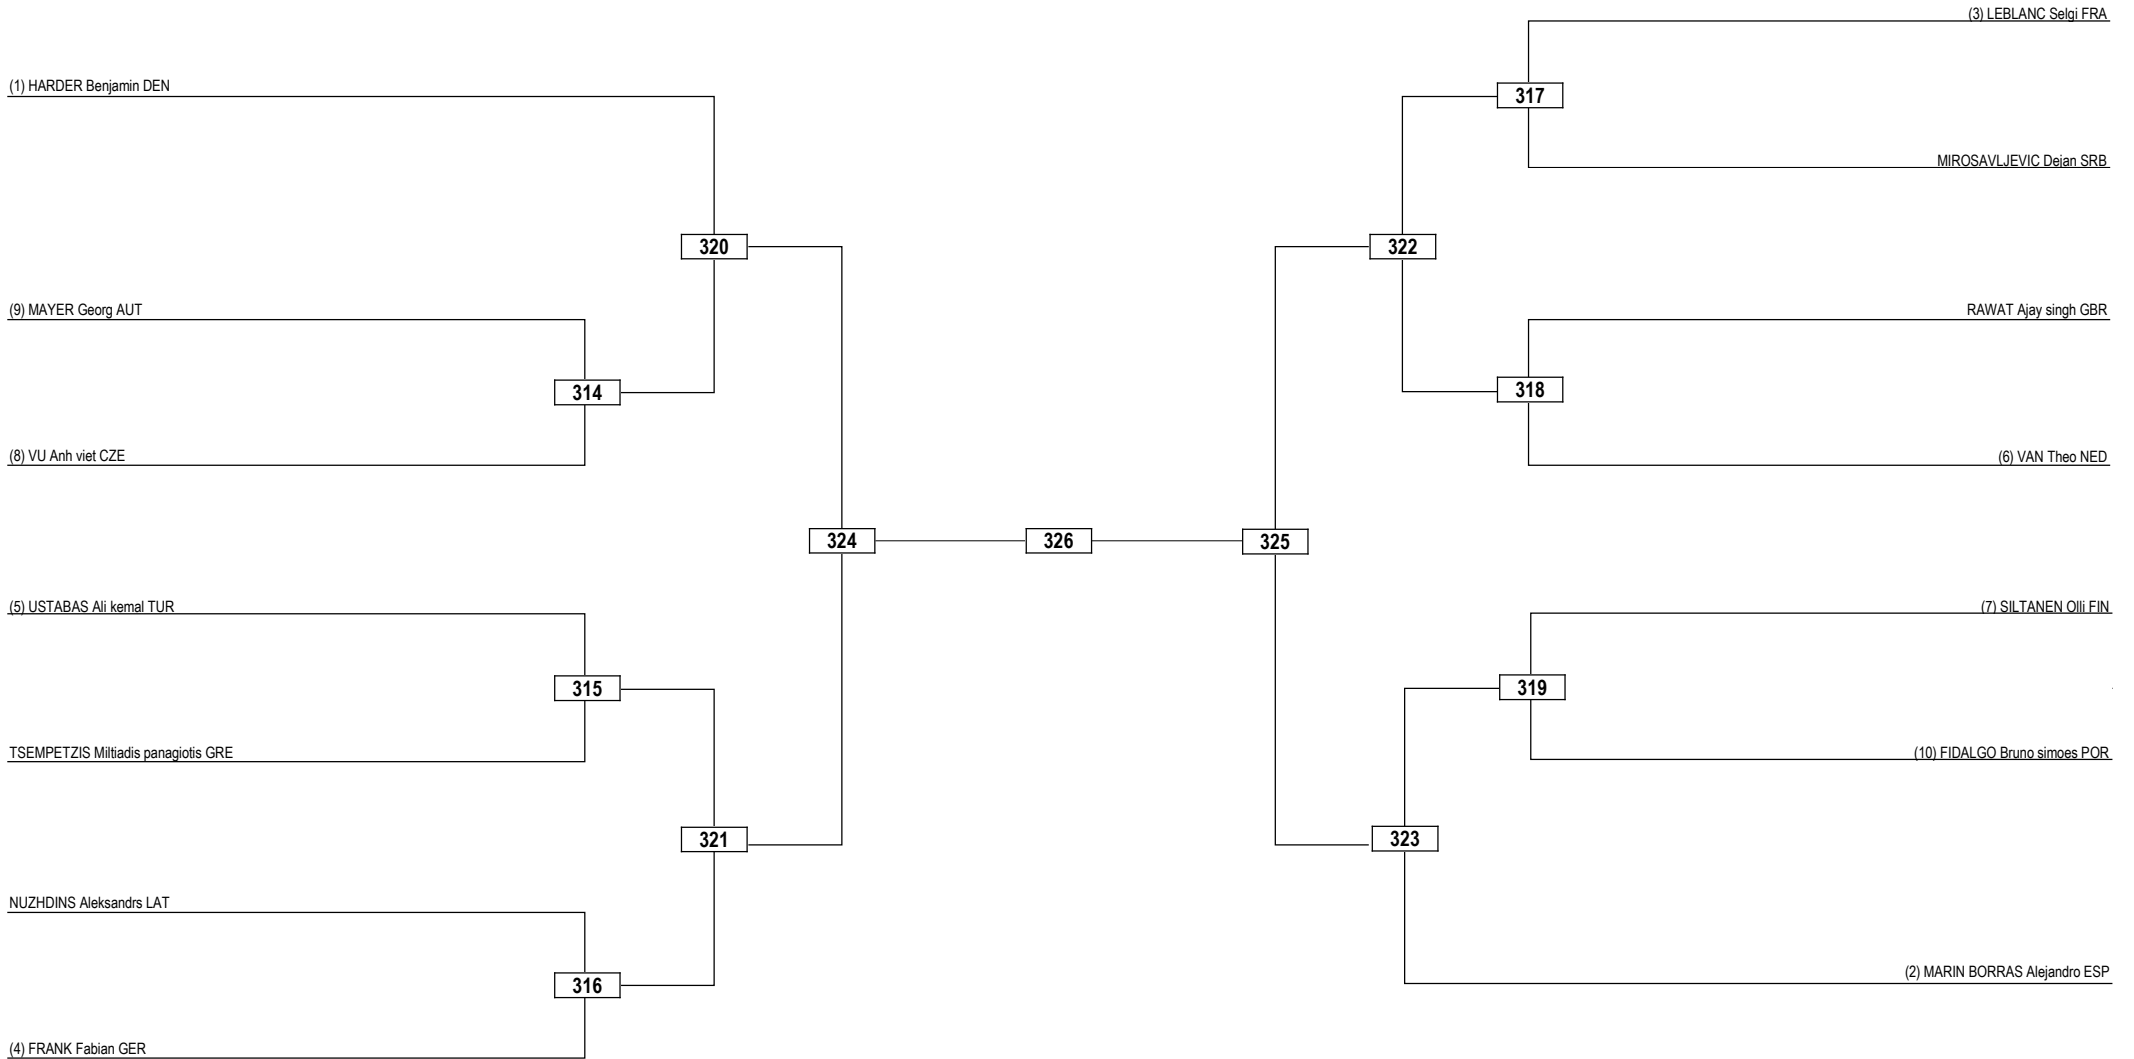 (3) LEBLANC Selgi FRA
(1) HARDER Benjamin DEN
317
MIROSAVLJEVIC Dejan SRB
320
322
(9) MAYER Georg AUT
RAWAT Ajay singh GBR
314
318
(8) VU Anh viet CZE
(6) VAN Theo NED
324
326
325
(5) USTABAS Ali kemal TUR
(7) SILTANEN Olli FIN
315
319
TSEMPETZIS Miltiadis panagiotis GRE
(10) FIDALGO Bruno simoes POR
321
323
NUZHDINS Aleksandrs LAT
(2) MARIN BORRAS Alejandro ESP
316
(4) FRANK Fabian GER